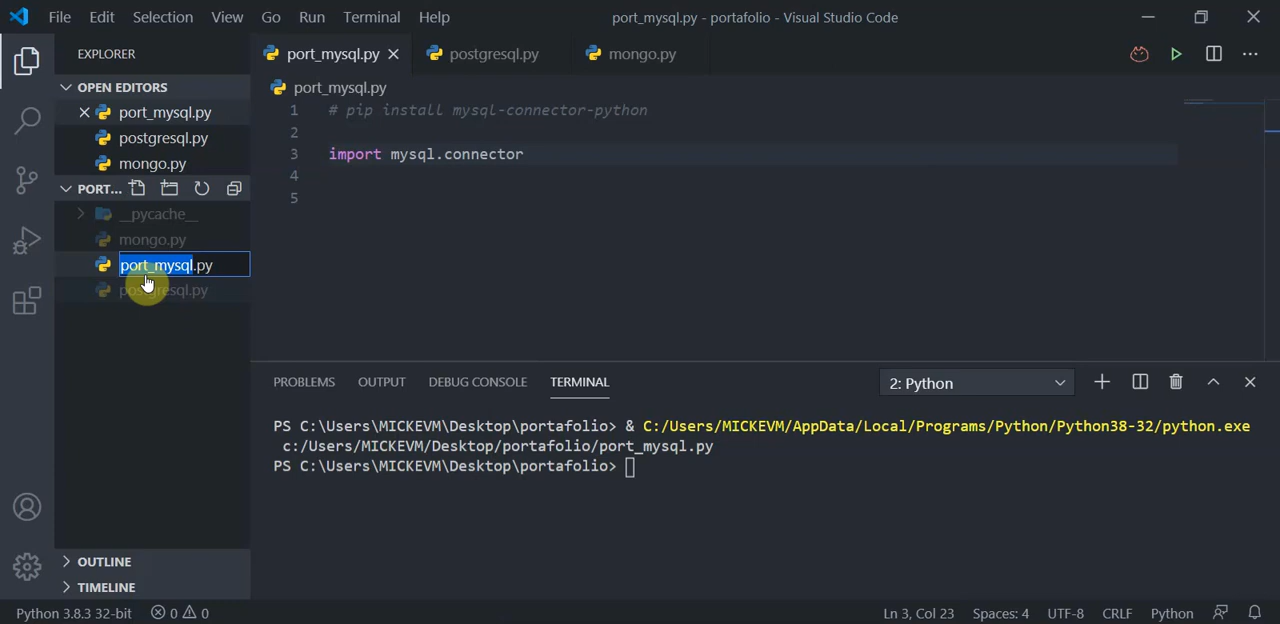 File Edit Selection View Go Run Terminal Help port_mysql.py - portafolio - Visual Studio Code
EXPLORER
OPEN EDITORS
port_mysql.py
postgresql.py
mongo.py
PORT...
__pycache__
mongo.py
port_mysql.py
postgresql.py
OUTLINE
TIMELINE
port_mysql.py postgresql.py mongo.py
port_mysql.py
1 # pip install mysql-connector-python
2
3 import mysql.connector
4
5
PROBLEMS OUTPUT DEBUG CONSOLE TERMINAL 2: Python
PS C:\Users\MICKEVM\Desktop\portafolio> & C:/Users/MICKEVM/AppData/Local/Programs/Python/Python38-32/python.exe
c:/Users/MICKEVM/Desktop/portafolio/port_mysql.py
PS C:\Users\MICKEVM\Desktop\portafolio>
Python 3.8.3 32-bit 0 0 Ln 3, Col 23 Spaces: 4 UTF-8 CRLF Python